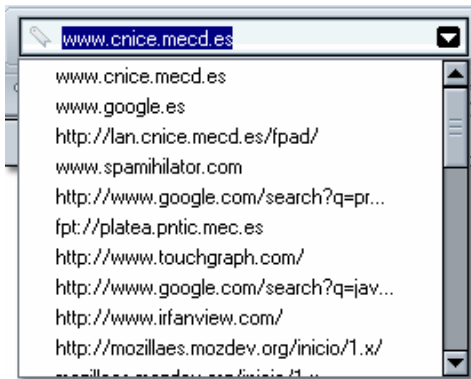 www.cnice.mecd.es
www.cnice.mecd.es
www.google.es
http://lan.cnice.mecd.es/fpad/
www.spamihilator.com
http://www.google.com/search?q=pr...
fpt://platea.pntic.mec.es
http://www.touchgraph.com/
http://www.google.com/search?q=jav...
http://www.irfanview.com/
http://mozillaes.mozdev.org/inicio/1.x/